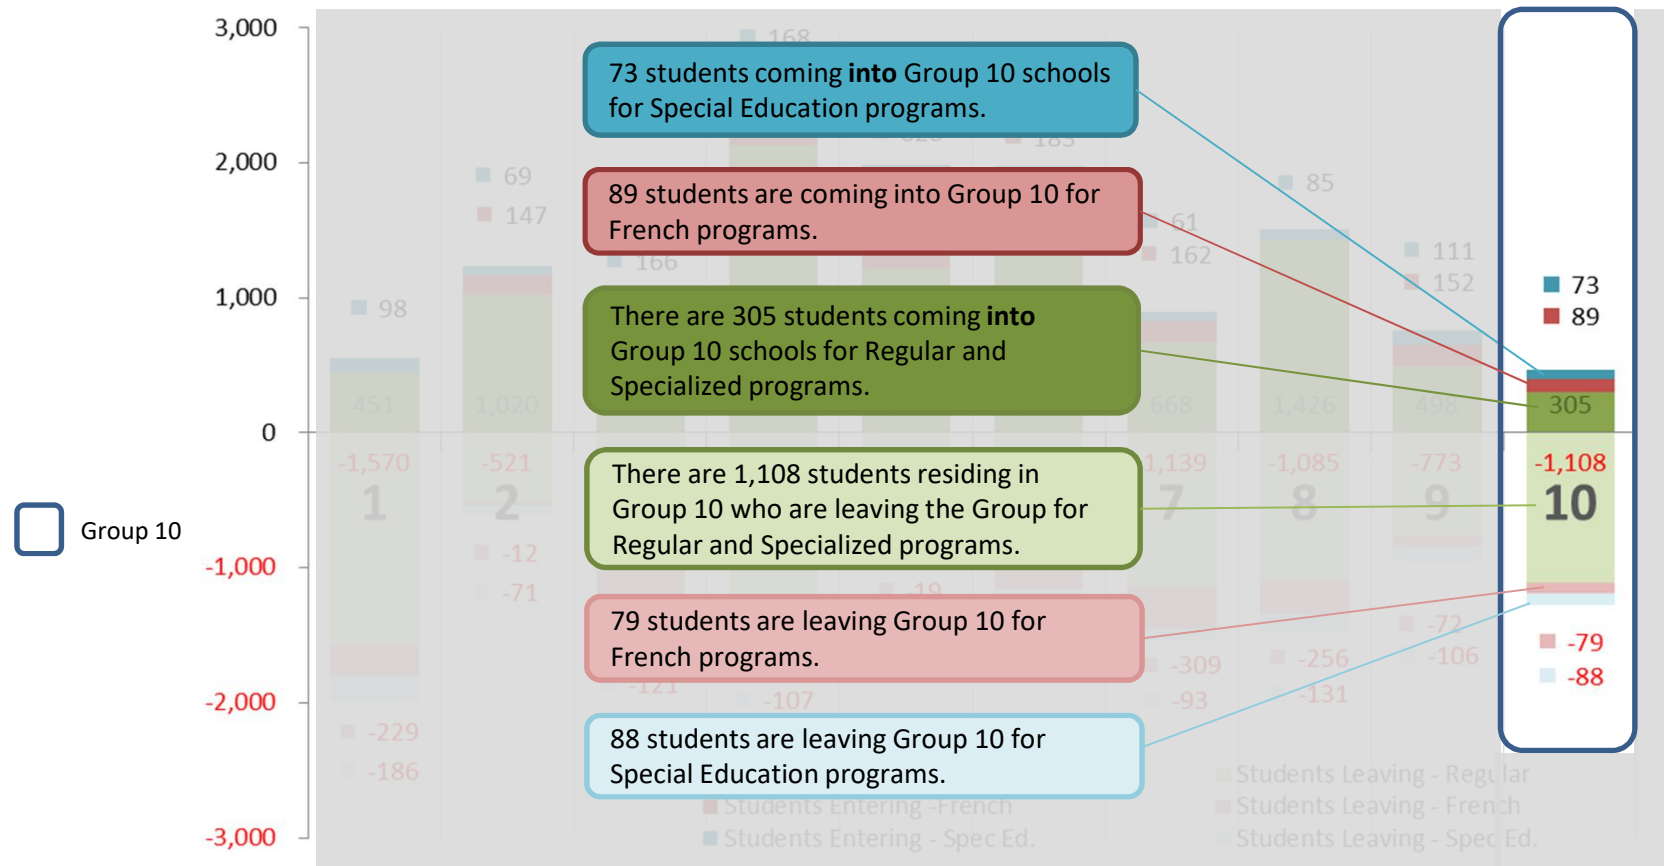 3,000
168
73 students coming into Group 10 schools
for Special Education programs.
2,000
183
69
85
89 students are coming into Group 10 for
French programs.
147
61
162
166
111
152
1,000
98
73
89
There are 305 students coming into
Group 10 schools for Regular and
Specialized programs.
451
1,020
668
1,426
498
305
0
-1,570
-521
1,139
-1,085
-773
-1,108
There are 1,108 students residing in
Group 10 who are leaving the Group for
Regular and Specialized programs.
1
2
7
8
9
10
Group 10
-12
-1,000
-71
-19
79 students are leaving Group 10 for
French programs.
-72
-79
-309
-256
-106
-88
-121
-107
-93
-131
-2,000
-229
88 students are leaving Group 10 for
Special Education programs.
-186
Students Leaving - Regular
Students Entering -French
Students Leaving - French
Students Entering - Spec Ed.
Students Leaving - Spec Ed.
-3,000